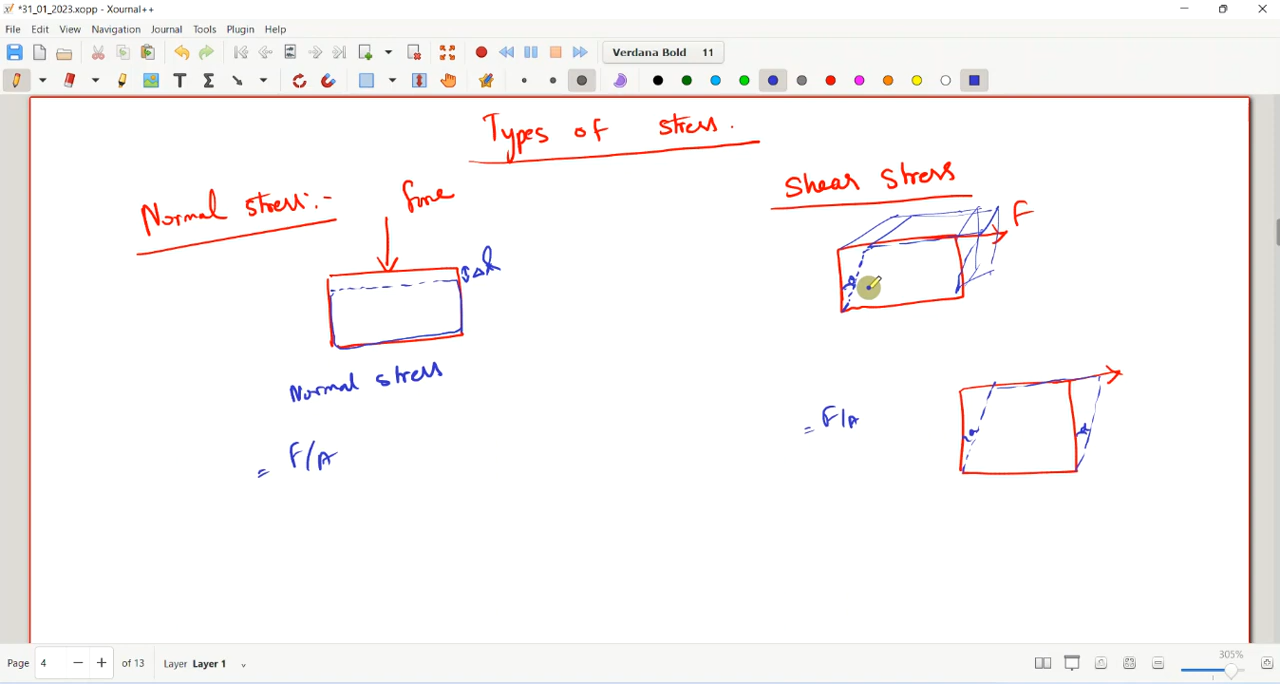 *31_01_2023.xopp - Xournal++
File Edit View Navigation Journal Tools Plugin Help
Verdana Bold 11
Types of stress.
Normal stress:-
force
Δl
Normal stress
= F/A
Shear stress
F
= F/A
Page 4 of 13 Layer Layer 1
305%